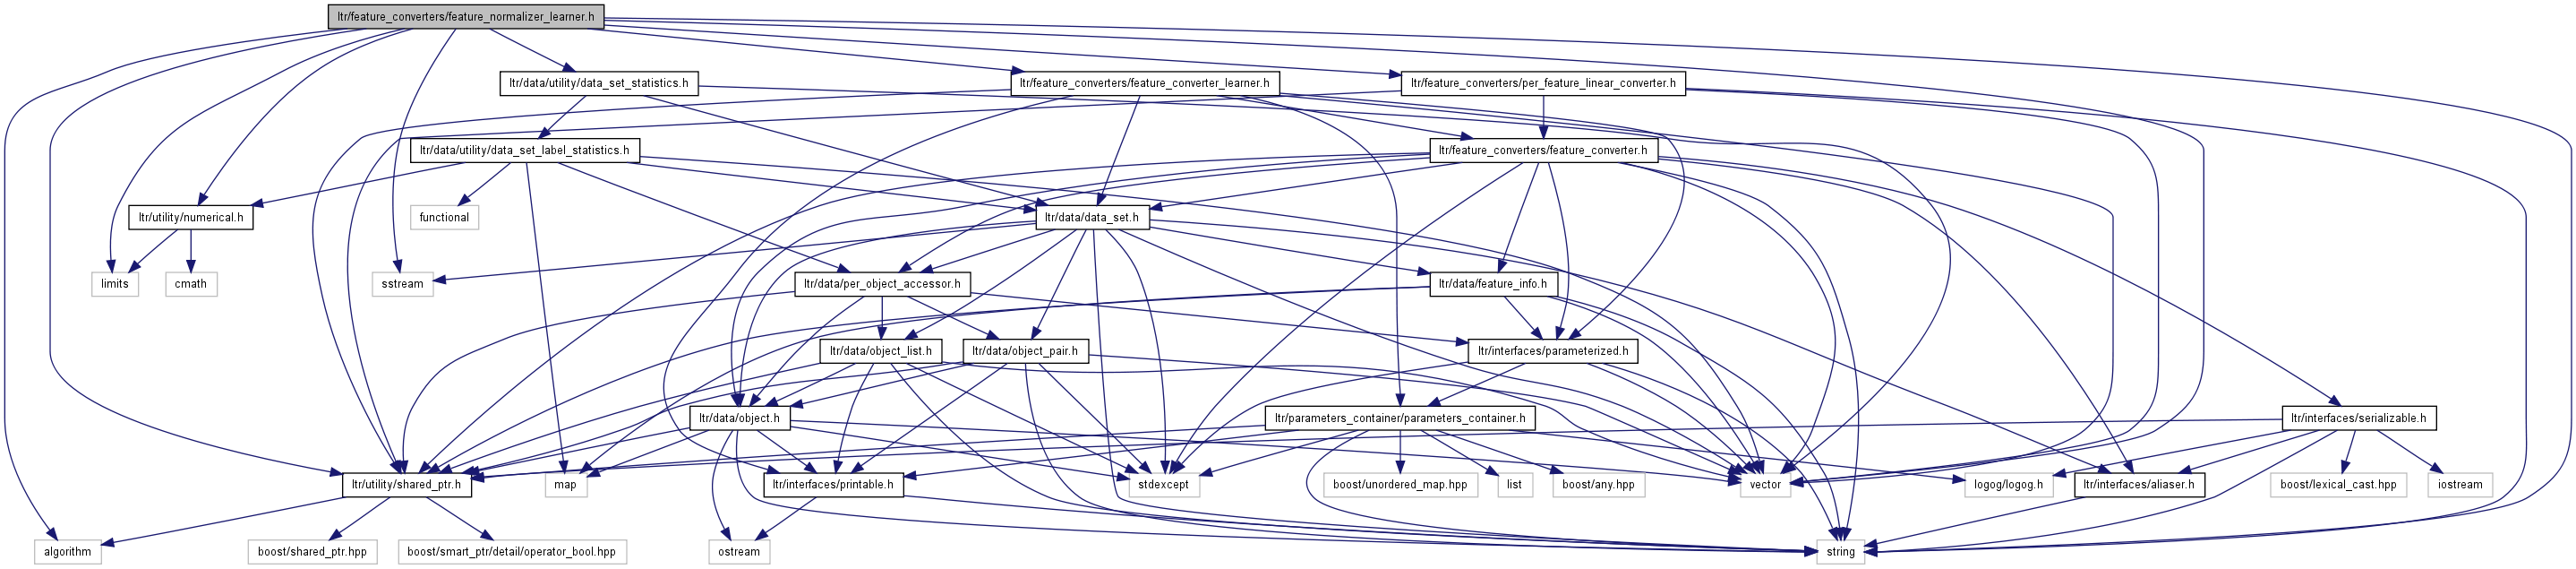 ltr/feature_converters/feature_normalizer_learner.h
ltr/data/utility/data_set_statistics.h
ltr/feature_converters/feature_converter_learner.h
ltr/feature_converters/per_feature_linear_converter.h
ltr/data/utility/data_set_label_statistics.h
ltr/feature_converters/feature_converter.h
ltr/utility/numerical.h
functional
ltr/data/data_set.h
limits
cmath
sstream
ltr/data/per_object_accessor.h
ltr/data/feature_info.h
ltr/data/object_list.h
ltr/data/object_pair.h
ltr/interfaces/parameterized.h
ltr/data/object.h
ltr/parameters_container/parameters_container.h
ltr/interfaces/serializable.h
ltr/utility/shared_ptr.h
map
ltr/interfaces/printable.h
stdexcept
boost/unordered_map.hpp
list
boost/any.hpp
vector
logog/logog.h
ltr/interfaces/aliaser.h
boost/lexical_cast.hpp
iostream
algorithm
boost/shared_ptr.hpp
boost/smart_ptr/detail/operator_bool.hpp
ostream
string